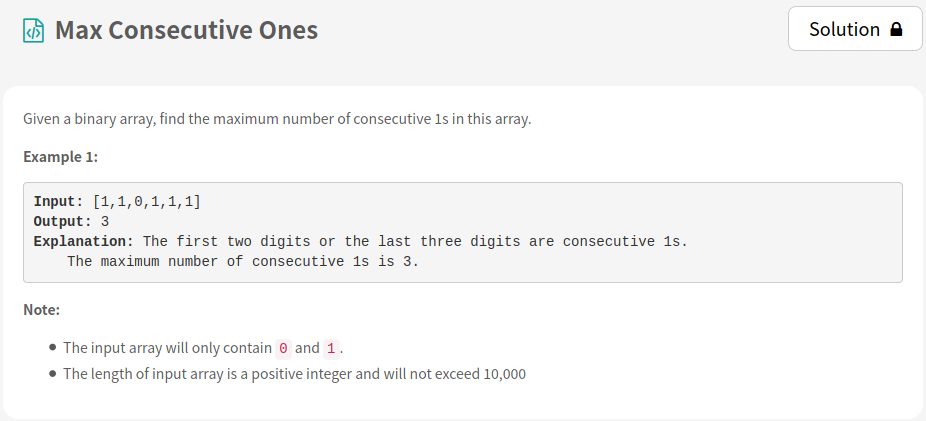 Max Consecutive Ones
Solution
Given a binary array, find the maximum number of consecutive 1s in this array.
Example 1:
Input: [1,1,0,1,1,1]
Output: 3
Explanation: The first two digits or the last three digits are consecutive 1s.
The maximum number of consecutive 1s is 3.
Note:
• The input array will only contain 0 and 1.
• The length of input array is a positive integer and will not exceed 10,000